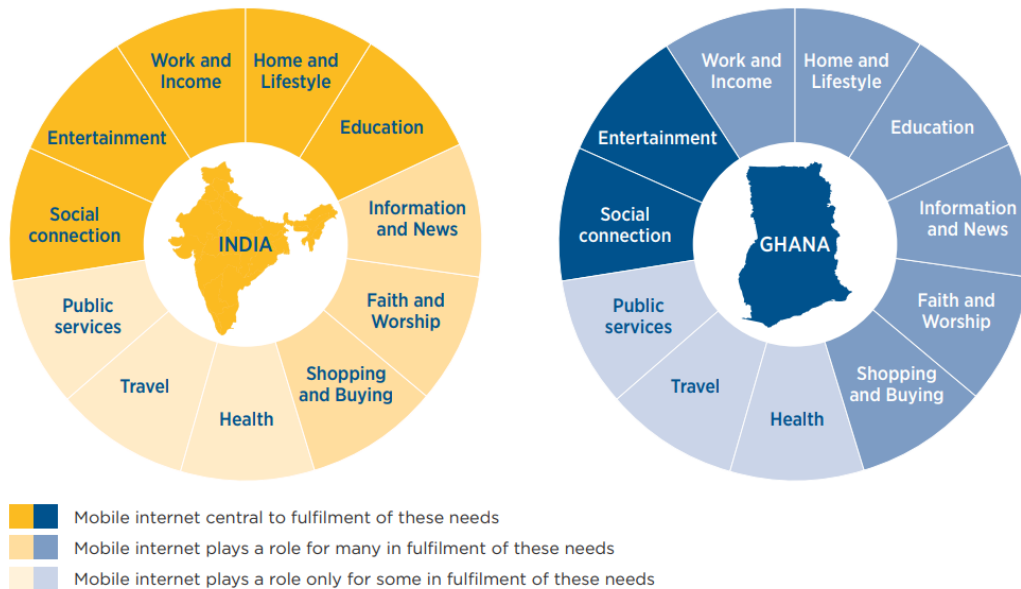 Work and
Income
Home and
Lifestyle
Education
Information
and News
Faith and
Worship
Shopping
and Buying
Health
Travel
Public
services
Social
connection
Entertainment
INDIA
Work and
Income
Home and
Lifestyle
Education
Information
and News
Faith and
Worship
Shopping
and Buying
Health
Travel
Public
services
Social
connection
Entertainment
GHANA
Mobile internet central to fulfilment of these needs
Mobile internet plays a role for many in fulfilment of these needs
Mobile internet plays a role only for some in fulfilment of these needs